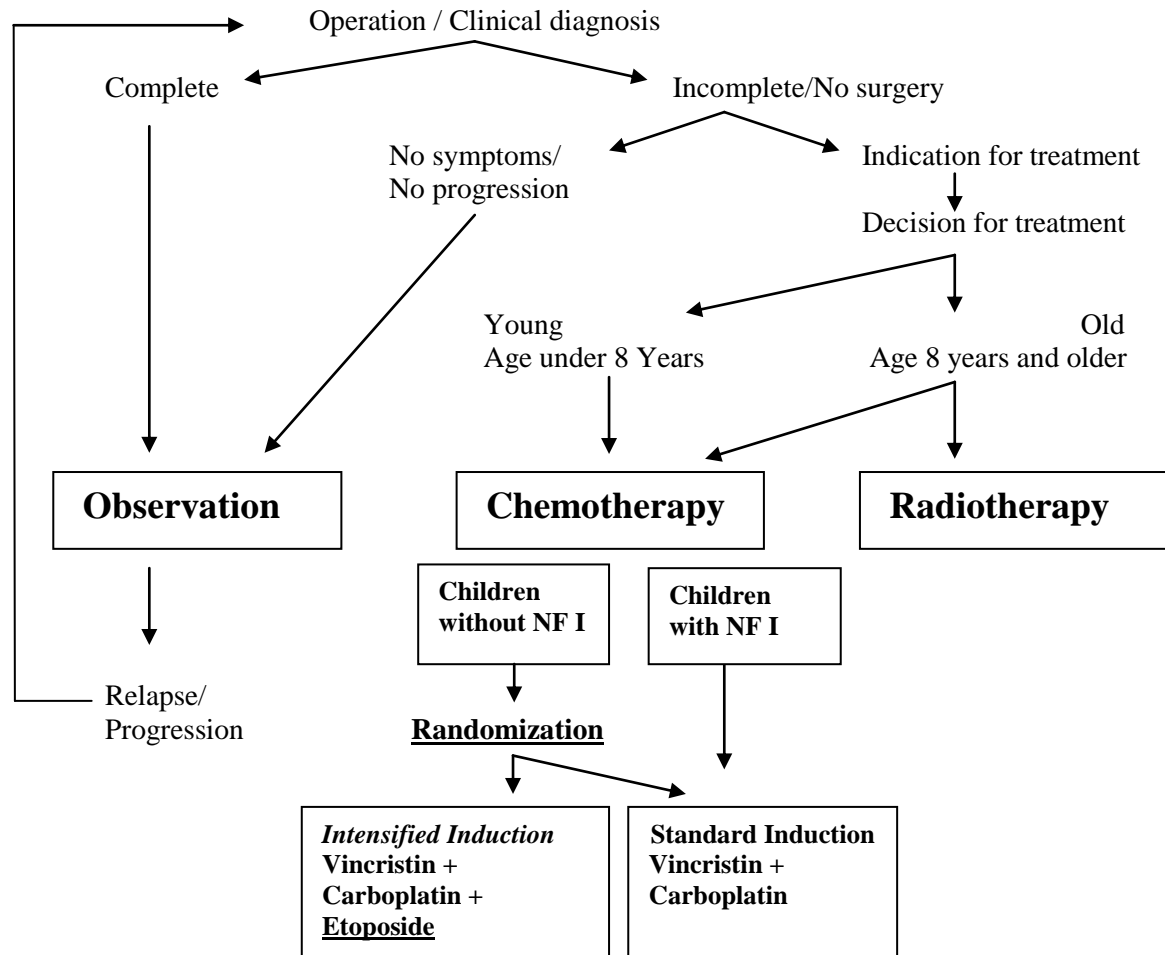 Operation / Clinical diagnosis
Complete
Incomplete/No surgery
No symptoms/
No progression
Indication for treatment
Decision for treatment
Young
Age under 8 Years
Old
Age 8 years and older
Observation
Chemotherapy
Radiotherapy
Children
without NF I
Children
with NF I
Relapse/
Progression
Randomization
Intensified Induction
Vincristin +
Carboplatin +
Etoposide
Standard Induction
Vincristin +
Carboplatin